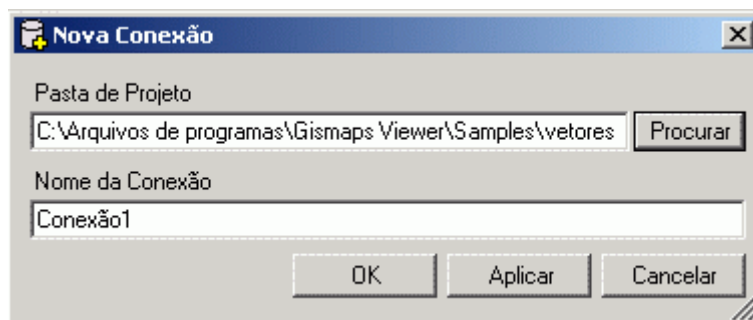 Nova Conexão
Pasta de Projeto
C:\Arquivos de programas\Gismaps Viewer\Samples\vetores Procurar
Nome da Conexão
Conexão1
OK Aplicar Cancelar